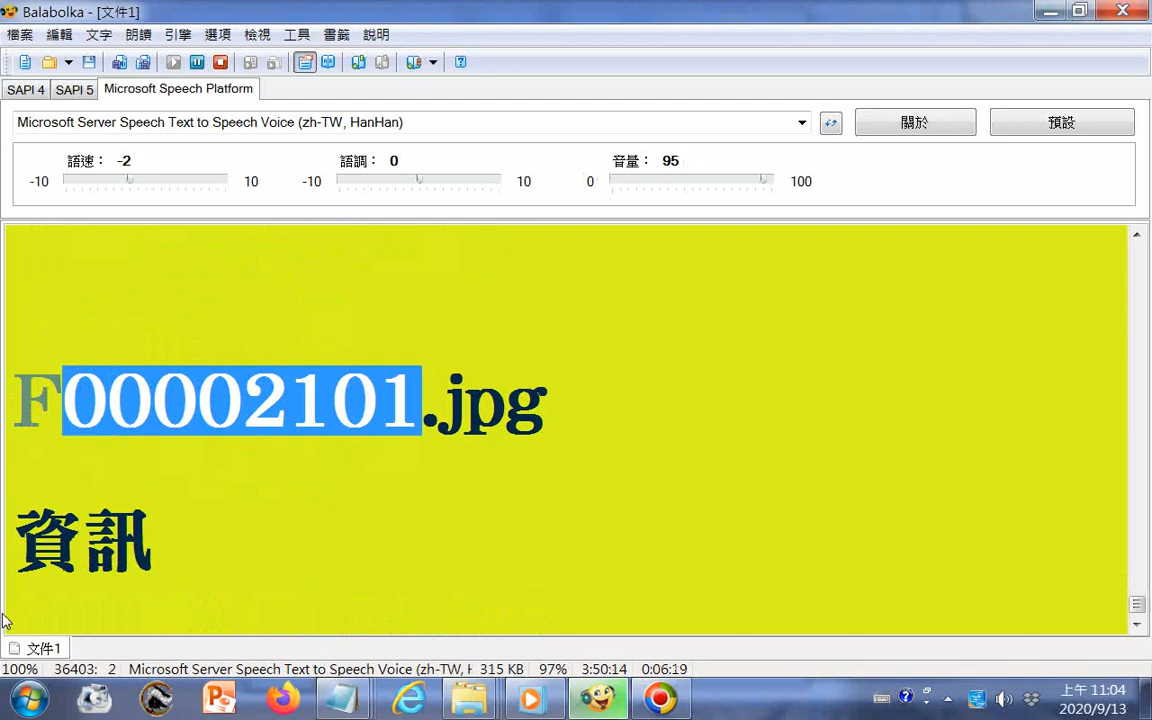 Balabolka - [文件1]
檔案 編輯 文字 朗讀 引擎 選項 檢視 工具 書籤 說明
SAPI 4 SAPI 5 Microsoft Speech Platform
Microsoft Server Speech Text to Speech Voice (zh-TW, HanHan) 關於 預設
語速： -2 語調： 0 音量： 95
-10 10 -10 10 0 100
F00002101.jpg
資訊
文件1
100% 36403: 2 Microsoft Server Speech Text to Speech Voice (zh-TW, H 315 KB 97% 3:50:14 0:06:19
上午 11:04
2020/9/13